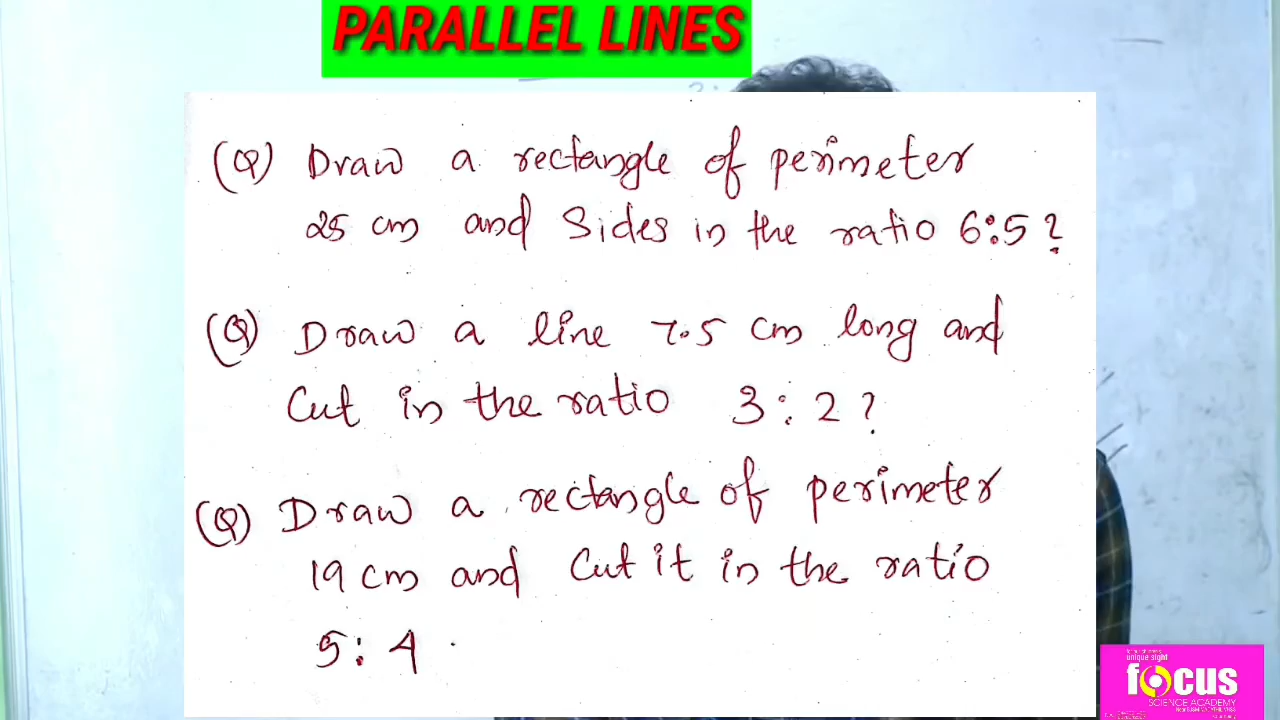 PARALLEL LINES
(Q) Draw a rectangle of perimeter
25 cm and Sides in the ratio 6:5?
(Q) Draw a line 7.5 cm long and
Cut in the ratio 3:2?
(Q) Draw a rectangle of perimeter
19 cm and Cut it in the ratio
5:4
unique sight
focus
SCIENCE ACADEMY